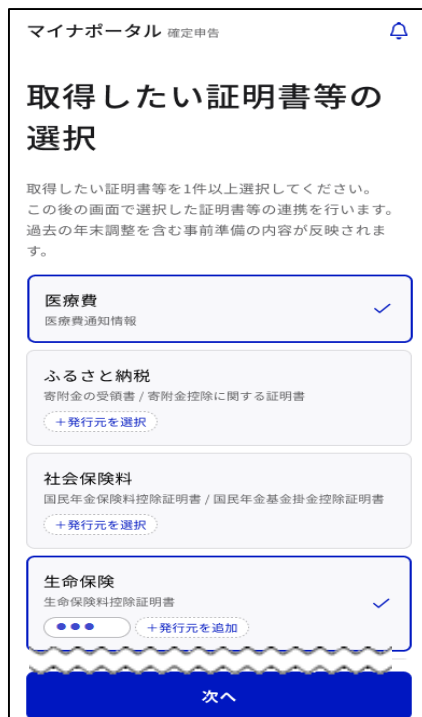 マイナポータル 確定申告
取得したい証明書等の
選択
取得したい証明書等を1件以上選択してください。
この後の画面で選択した証明書等の連携を行います。
過去の年末調整を含む事前準備の内容が反映されま
す。
医療費
医療費通知情報
ふるさと納税
寄附金の受領書 / 寄附金控除に関する証明書
+発行元を選択
社会保険料
国民年金保険料控除証明書 / 国民年金基金掛金控除証明書
+発行元を選択
生命保険
生命保険料控除証明書
●●● +発行元を追加
次へ